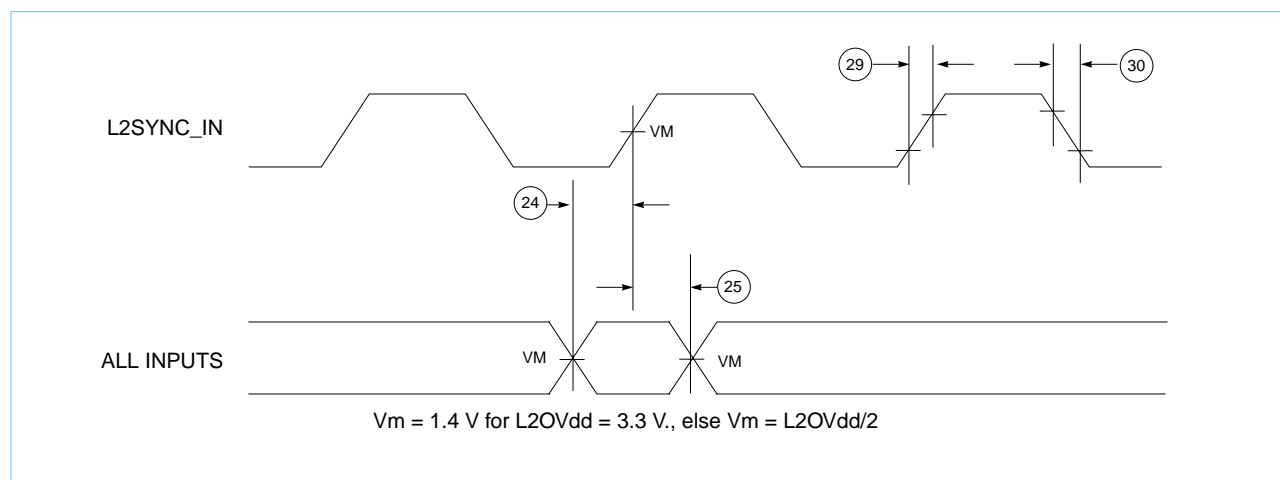 29
30
L2SYNC_IN
VM
24
25
ALL INPUTS
VM
VM
Vm = 1.4 V for L2OVdd = 3.3 V., else Vm = L2OVdd/2